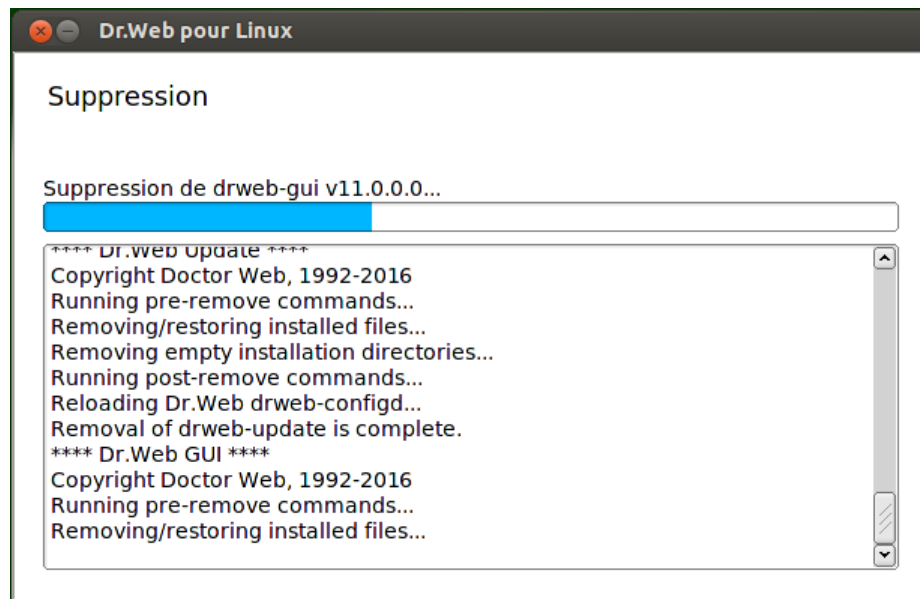 Dr.Web pour Linux
Suppression
Suppression de drweb-gui v11.0.0.0...
**** Dr.Web Update ****
Copyright Doctor Web, 1992-2016
Running pre-remove commands...
Removing/restoring installed files...
Removing empty installation directories...
Running post-remove commands...
Reloading Dr.Web drweb-configd...
Removal of drweb-update is complete.
**** Dr.Web GUI ****
Copyright Doctor Web, 1992-2016
Running pre-remove commands...
Removing/restoring installed files...